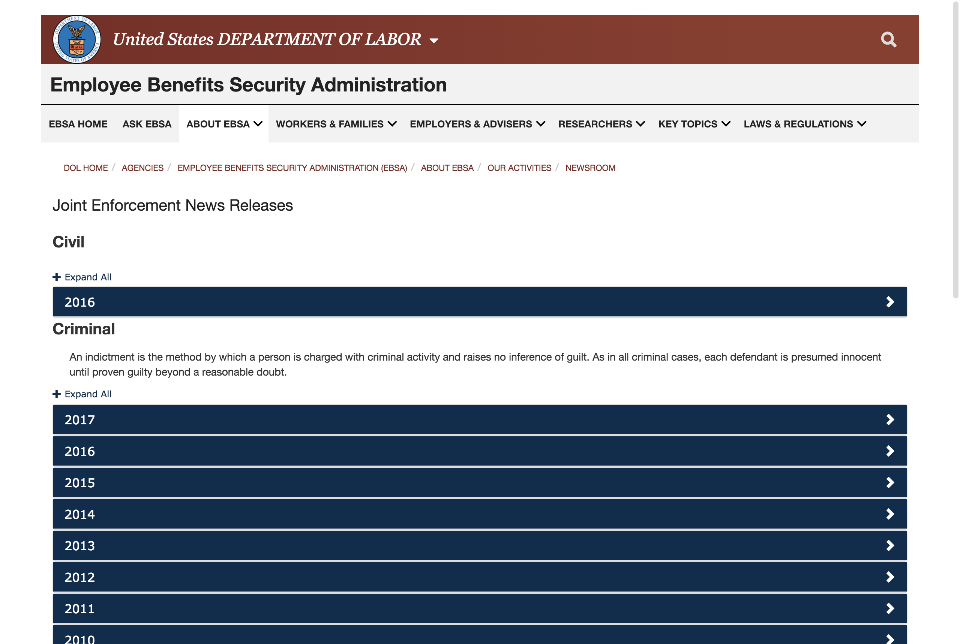 United States DEPARTMENT OF LABOR
Employee Benefits Security Administration
EBSA HOME ASK EBSA ABOUT EBSA WORKERS & FAMILIES EMPLOYERS & ADVISERS RESEARCHERS KEY TOPICS LAWS & REGULATIONS
DOL HOME / AGENCIES / EMPLOYEE BENEFITS SECURITY ADMINISTRATION (EBSA) / ABOUT EBSA / OUR ACTIVITIES / NEWSROOM
Joint Enforcement News Releases
Civil
+ Expand All
2016
Criminal
An indictment is the method by which a person is charged with criminal activity and raises no inference of guilt. As in all criminal cases, each defendant is presumed innocent
until proven guilty beyond a reasonable doubt.
+ Expand All
2017
2016
2015
2014
2013
2012
2011
2010